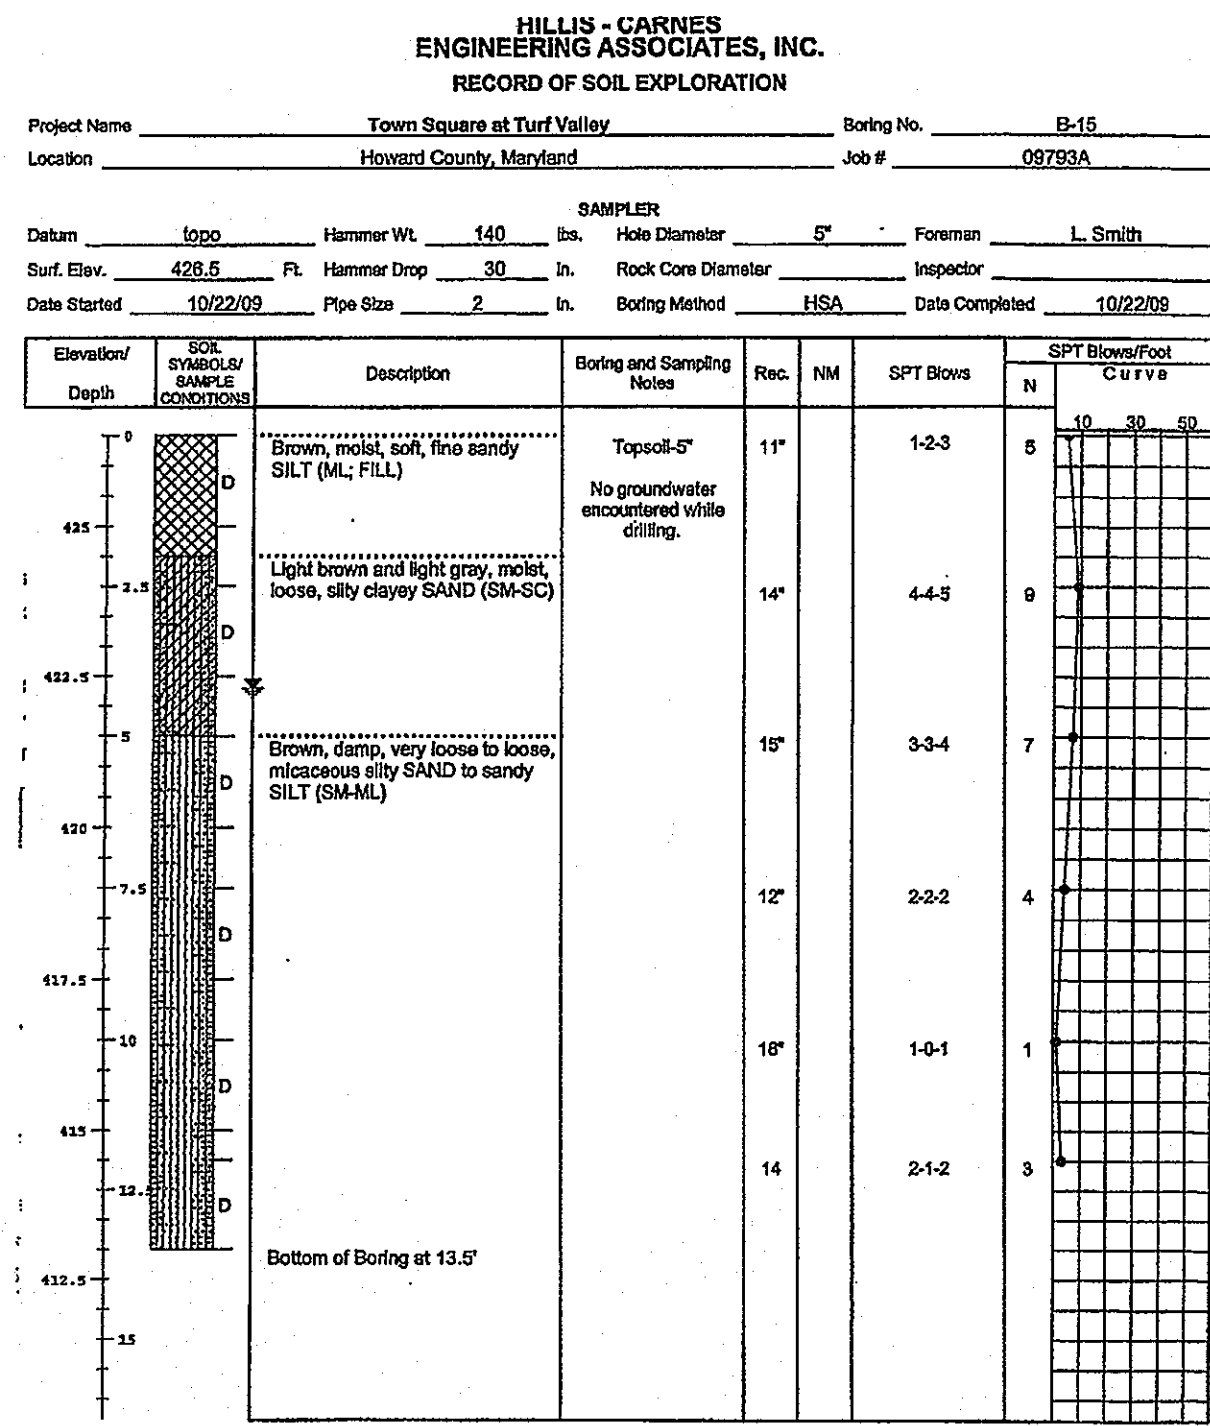 HILLIS - CARNES
ENGINEERING ASSOCIATES, INC.
RECORD OF SOIL EXPLORATION
Project Name Town Square at Turf Valley Boring No. B-15
Location Howard County, Maryland Job # 09793A
SAMPLER
Datum topo Hammer Wt. 140 lbs. Hole Diameter 5" Foreman L. Smith
Surf. Elev. 426.5 Ft. Hammer Drop 30 In. Rock Core Diameter Inspector
Date Started 10/22/09 Pipe Size 2 In. Boring Method HSA Date Completed 10/22/09
Elevation/ Depth
SOIL SYMBOLS/ SAMPLE CONDITIONS
Description
Boring and Sampling Notes
Rec.
NM
SPT Blows
SPT Blows/Foot
N
Curve
10 30 50
0
Brown, moist, soft, fine sandy
SILT (ML; FILL)
Topsoil-5"
11" 1-2-3 5
D
No groundwater
encountered while
drilling.
425
Light brown and light gray, moist,
loose, silty clayey SAND (SM-SC)
2.5
14" 4-4-5 9
D
422.5
5
Brown, damp, very loose to loose,
micaceous silty SAND to sandy
SILT (SM-ML)
15" 3-3-4 7
D
420
7.5
12" 2-2-2 4
D
417.5
10
18" 1-0-1 1
D
415
14 2-1-2 3
12.5
D
Bottom of Boring at 13.5'
412.5
15